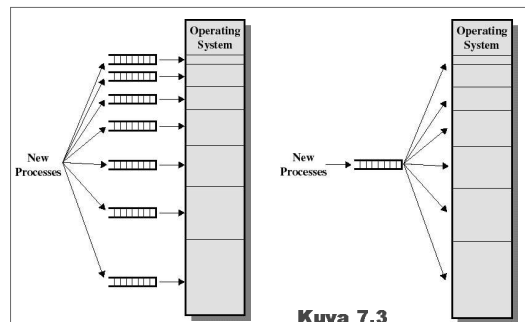 Operating
System
New
Processes
Operating
System
New
Processes
Kuva 7.3